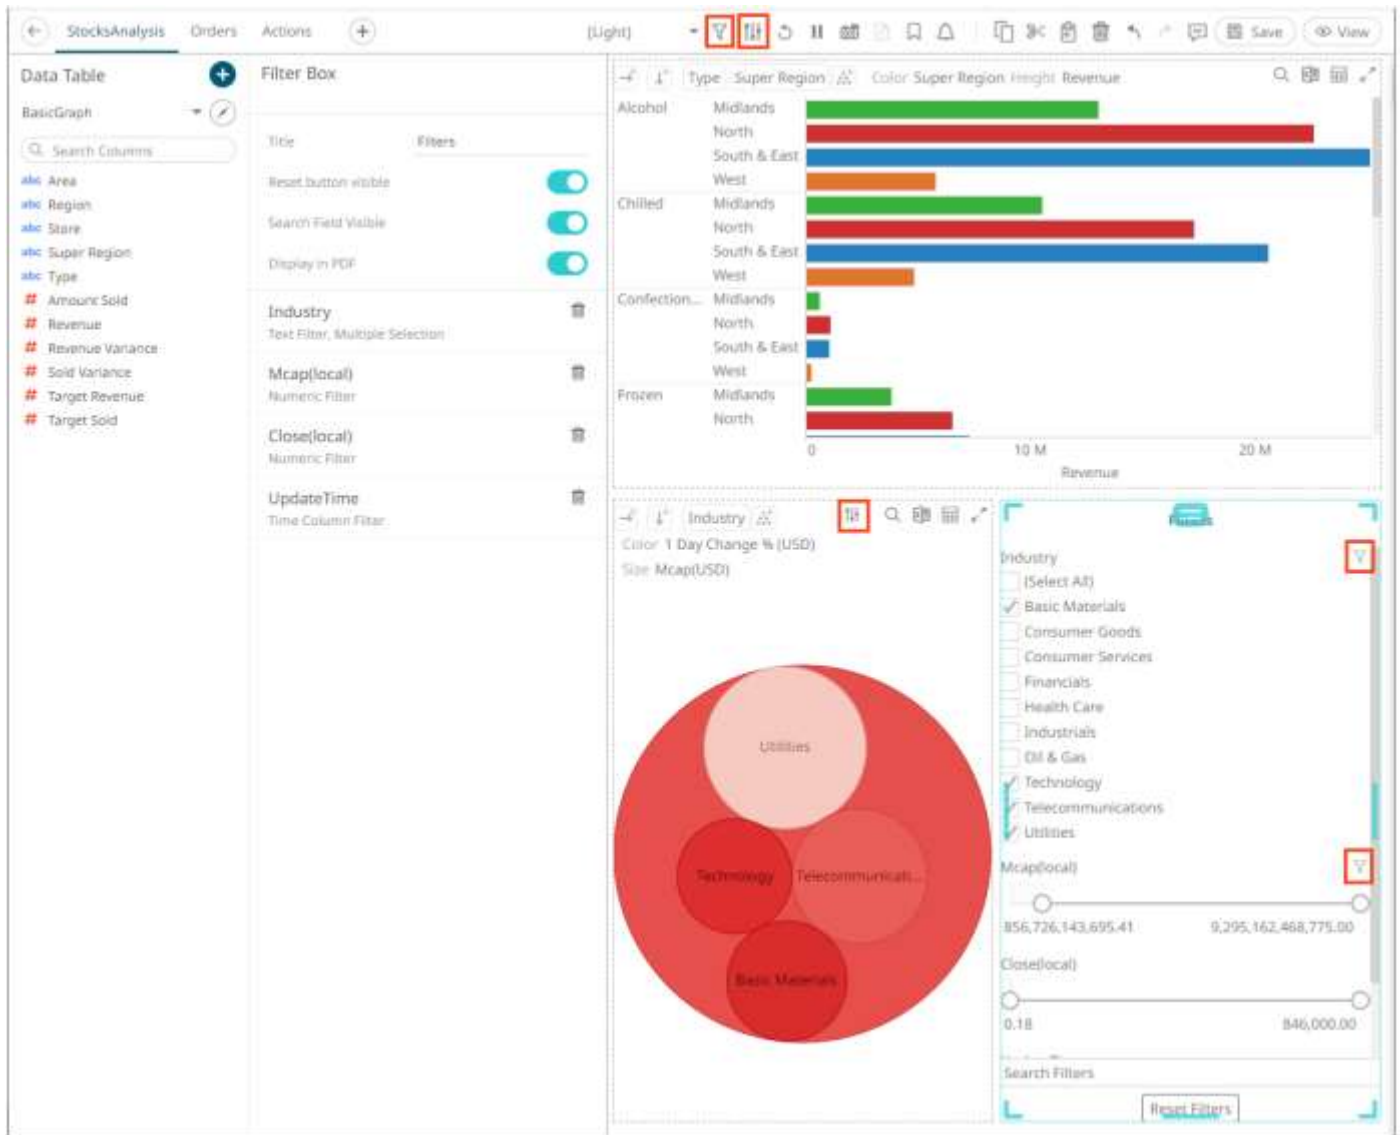 StocksAnalysis Orders Actions (Light) Save View
Data Table
BasicGraph
Search Columns
abc Area
abc Region
abc Store
abc Super Region
abc Type
# Amount Sold
# Revenue
# Revenue Variance
# Sold Variance
# Target Revenue
# Target Sold
Filter Box
Title Filters
Reset button visible
Search Field Visible
Display in PDF
Industry
Text Filter, Multiple Selection
Mcap(local)
Numeric Filter
Close(local)
Numeric Filter
UpdateTime
Time Column Filter
Type Super Region Color Super Region Height Revenue
Alcohol Midlands
North
South & East
West
Chilled Midlands
North
South & East
West
Confection... Midlands
North
South & East
West
Frozen Midlands
North
0 10 M 20 M
Revenue
Industry
Color 1 Day Change % (USD)
Size Mcap(USD)
Utilities
Technology
Telecommunicati...
Basic Materials
Industry
(Select All)
Basic Materials
Consumer Goods
Consumer Services
Financials
Health Care
Industrials
Oil & Gas
Technology
Telecommunications
Utilities
Mcap(local)
856,726,143,695.41 9,295,162,468,775.00
Close(local)
0.18 846,000.00
Search Filters
Reset Filters